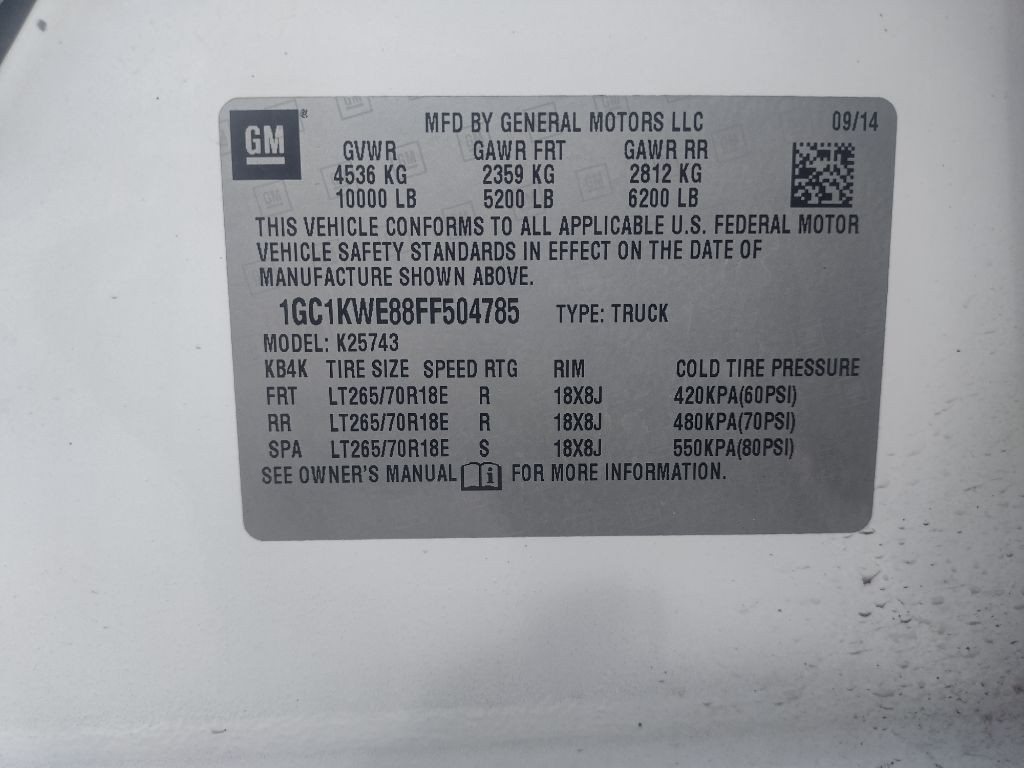 GM MFD BY GENERAL MOTORS LLC 09/14
GVWR GAWR FRT GAWR RR
4536 KG 2359 KG 2812 KG
10000 LB 5200 LB 6200 LB
THIS VEHICLE CONFORMS TO ALL APPLICABLE U.S. FEDERAL MOTOR
VEHICLE SAFETY STANDARDS IN EFFECT ON THE DATE OF
MANUFACTURE SHOWN ABOVE.
1GC1KWE88FF504785 TYPE: TRUCK
MODEL: K25743
KB4K TIRE SIZE SPEED RTG RIM COLD TIRE PRESSURE
FRT LT265/70R18E R 18X8J 420KPA(60PSI)
RR LT265/70R18E R 18X8J 480KPA(70PSI)
SPA LT265/70R18E S 18X8J 550KPA(80PSI)
SEE OWNER'S MANUAL i FOR MORE INFORMATION.